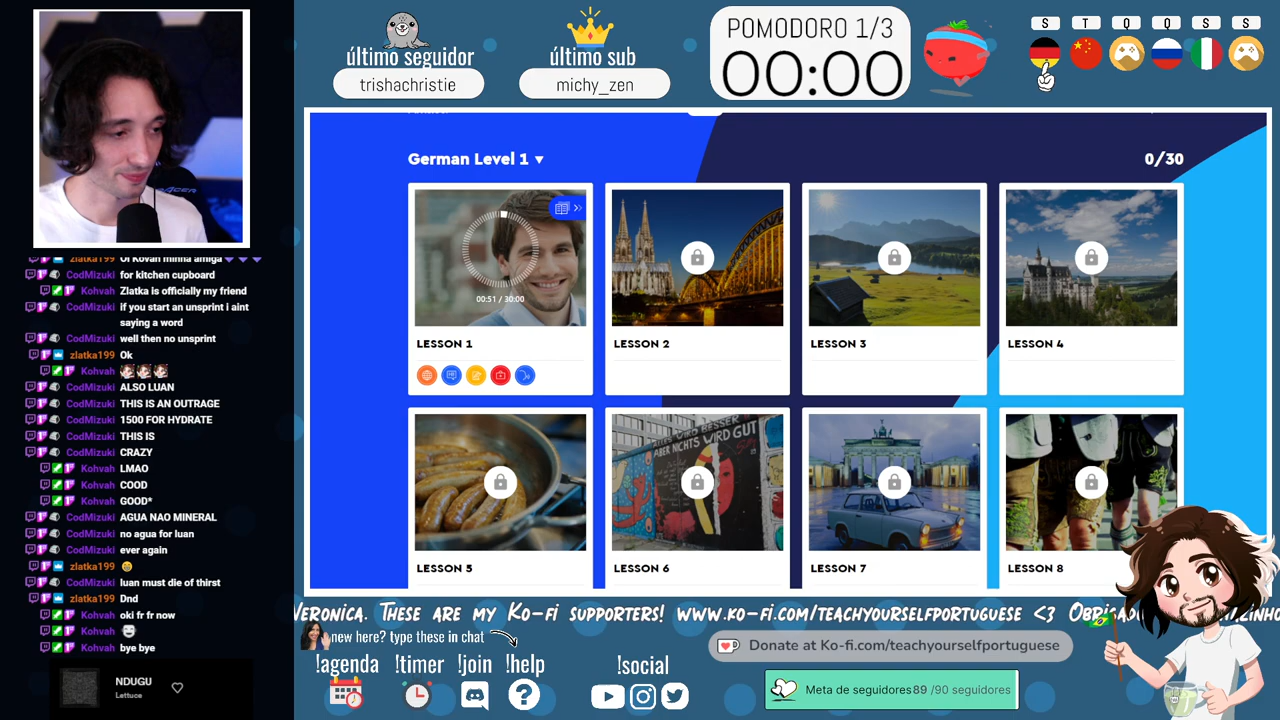 último seguidor
trishachristie
último sub
michy_zen
POMODORO 1/3
00:00
S T Q Q S S
zlatka199 Oi Kovah minha amiga
CodMizuki for kitchen cupboard
Kohvah Zlatka is officially my friend
CodMizuki if you start an unsprint i aint
saying a word
CodMizuki well then no unsprint
zlatka199 Ok
Kohvah
CodMizuki ALSO LUAN
CodMizuki THIS IS AN OUTRAGE
CodMizuki 1500 FOR HYDRATE
CodMizuki THIS IS
CodMizuki CRAZY
Kohvah LMAO
Kohvah COOD
Kohvah GOOD*
CodMizuki AGUA NAO MINERAL
CodMizuki no agua for luan
CodMizuki ever again
zlatka199
CodMizuki luan must die of thirst
zlatka199 Dnd
Kohvah oki fr fr now
Kohvah
Kohvah bye bye
NDUGU
Lettuce
German Level 1
0/30
00:51 / 30:00
LESSON 1
LESSON 2
LESSON 3
LESSON 4
ABER NICHTS WIRD GUT
LESSON 5
LESSON 6
LESSON 7
LESSON 8
VERONICA. THESE ARE MY KO-FI SUPPORTERS! WWW.KO-FI.COM/TEACHYOURSELFPORTUGUESE <3
new here? type these in chat
!agenda
!timer
!join
!help
!social
Donate at Ko-fi.com/teachyourselfportuguese
Meta de seguidores 89 /90 seguidores